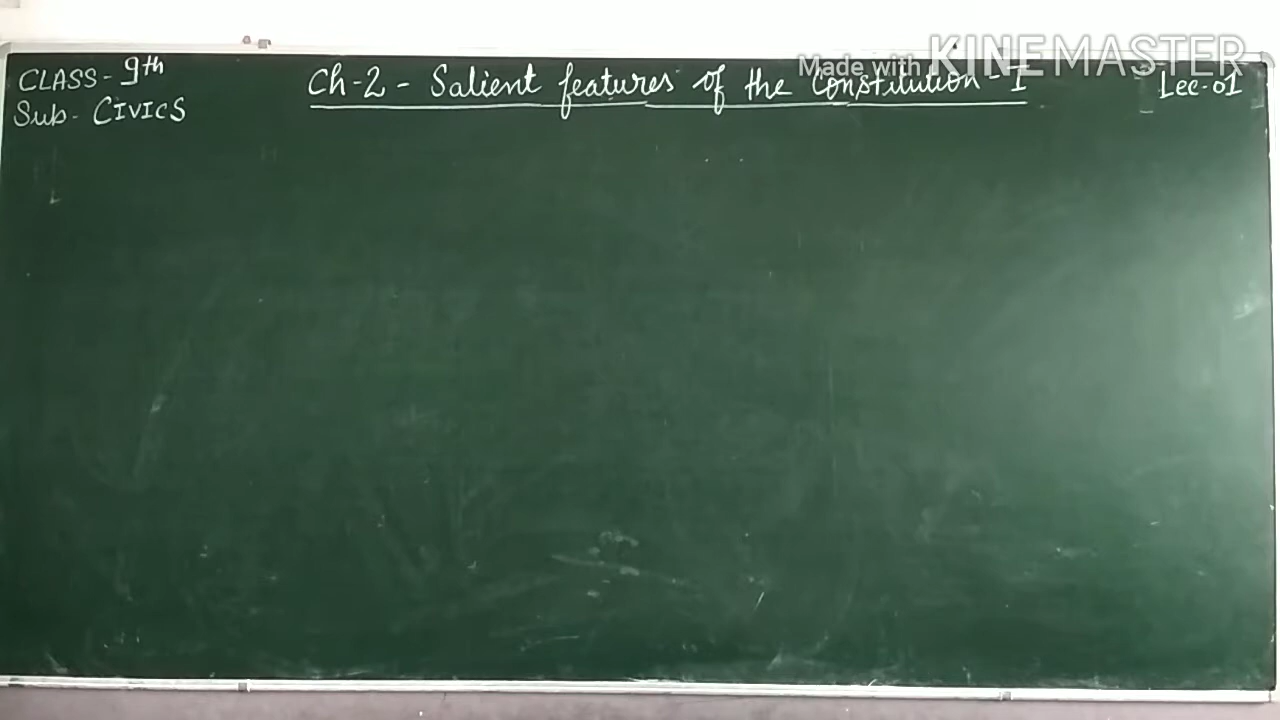 Made with KINEMASTER
CLASS- 9th
Ch-2 - Salient features of the Constitution - I
Lec-01
Sub- CIVICS